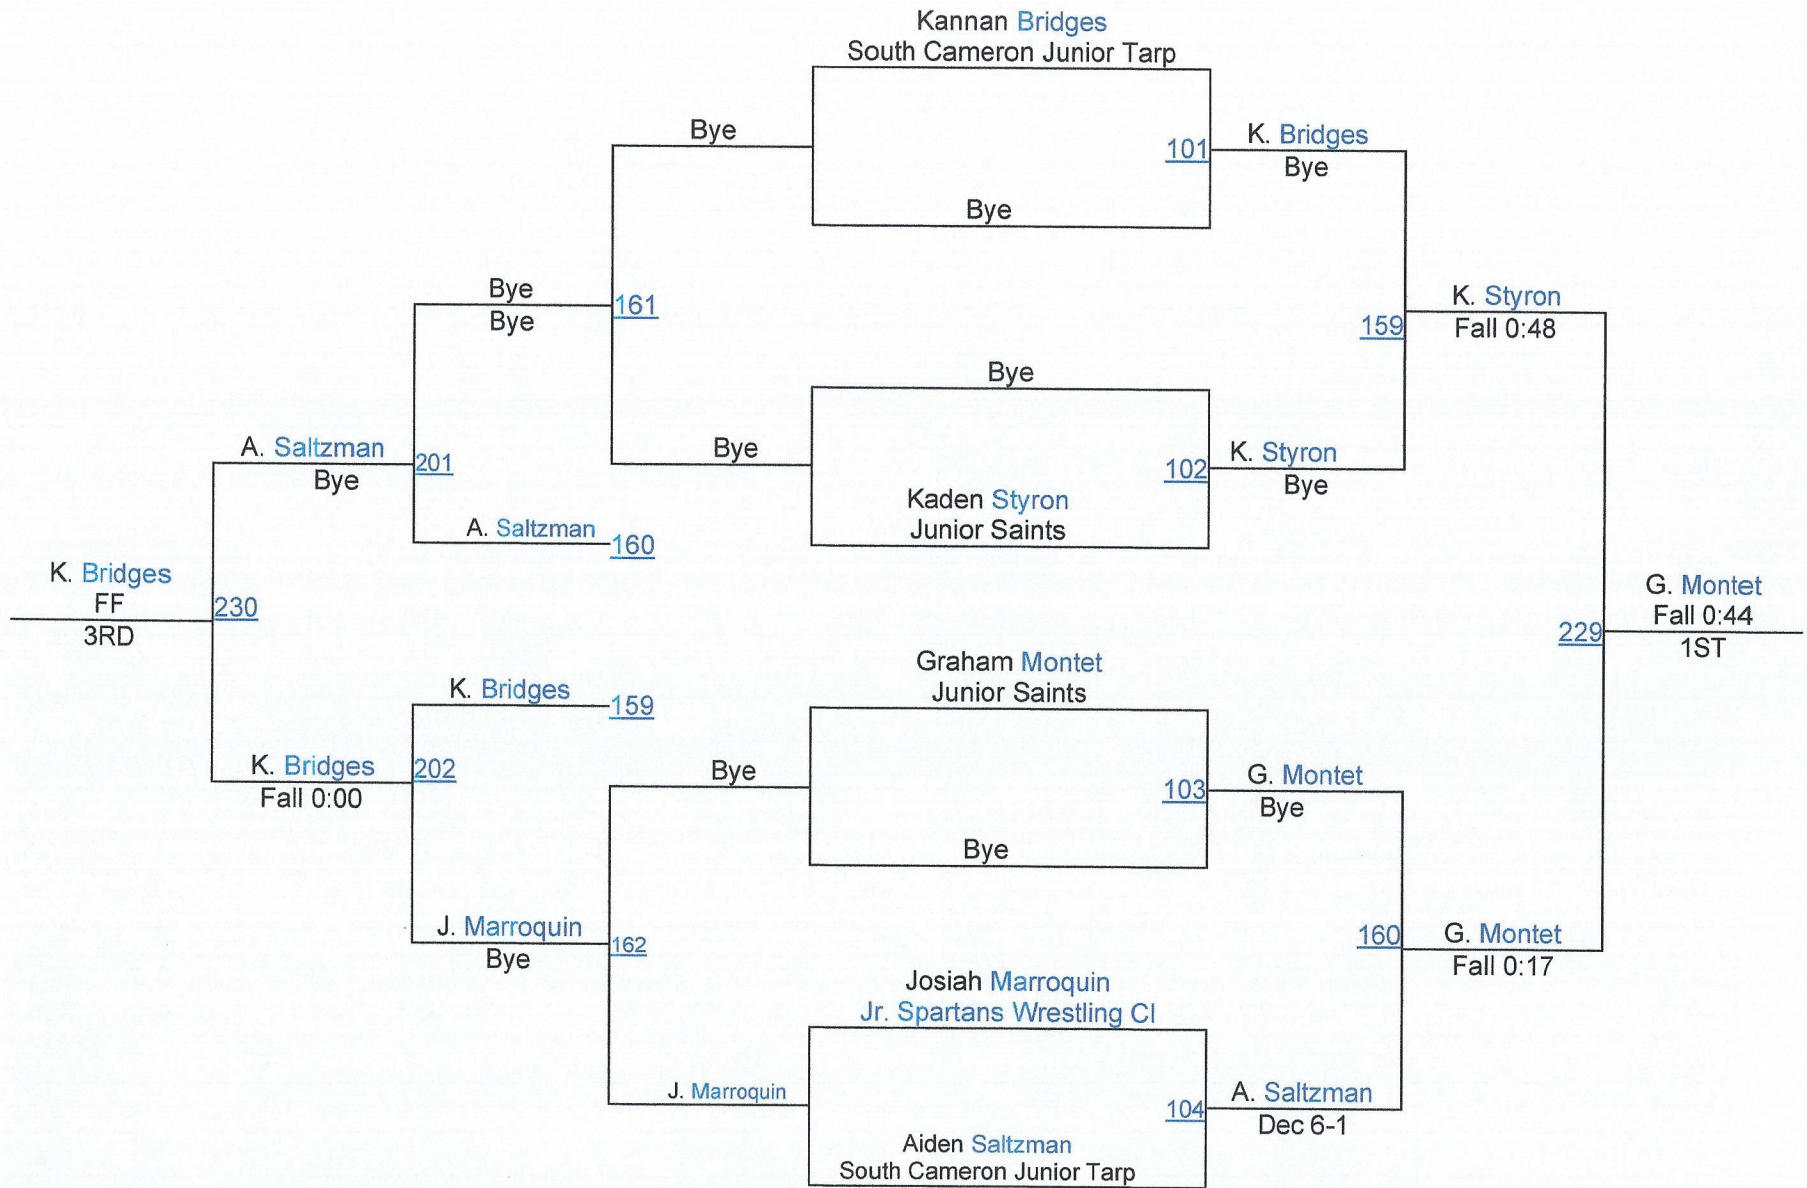 Kannan Bridges
South Cameron Junior Tarp
Bye
101
K. Bridges
Bye
Bye
Bye
Bye
161
K. Styron
Fall 0:48
159
Bye
A. Saltzman
Bye
201
Bye
102
K. Styron
Bye
Kaden Styron
Junior Saints
A. Saltzman
160
K. Bridges
FF
3RD
230
G. Montet
Fall 0:44
1ST
229
Graham Montet
Junior Saints
K. Bridges
159
K. Bridges
Fall 0:00
202
Bye
103
G. Montet
Bye
Bye
J. Marroquin
Bye
162
160
G. Montet
Fall 0:17
Josiah Marroquin
Jr. Spartans Wrestling Cl
J. Marroquin
104
A. Saltzman
Dec 6-1
Aiden Saltzman
South Cameron Junior Tarp